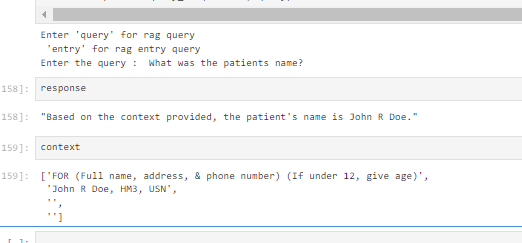 Enter 'query' for rag query
'entry' for rag entry query
Enter the query : What was the patients name?
158]: response
158]: "Based on the context provided, the patient's name is John R Doe."
159]: context
159]: ['FOR (Full name, address, & phone number) (If under 12, give age)',
'John R Doe, HM3, USN',
'',
'']
[ ]: